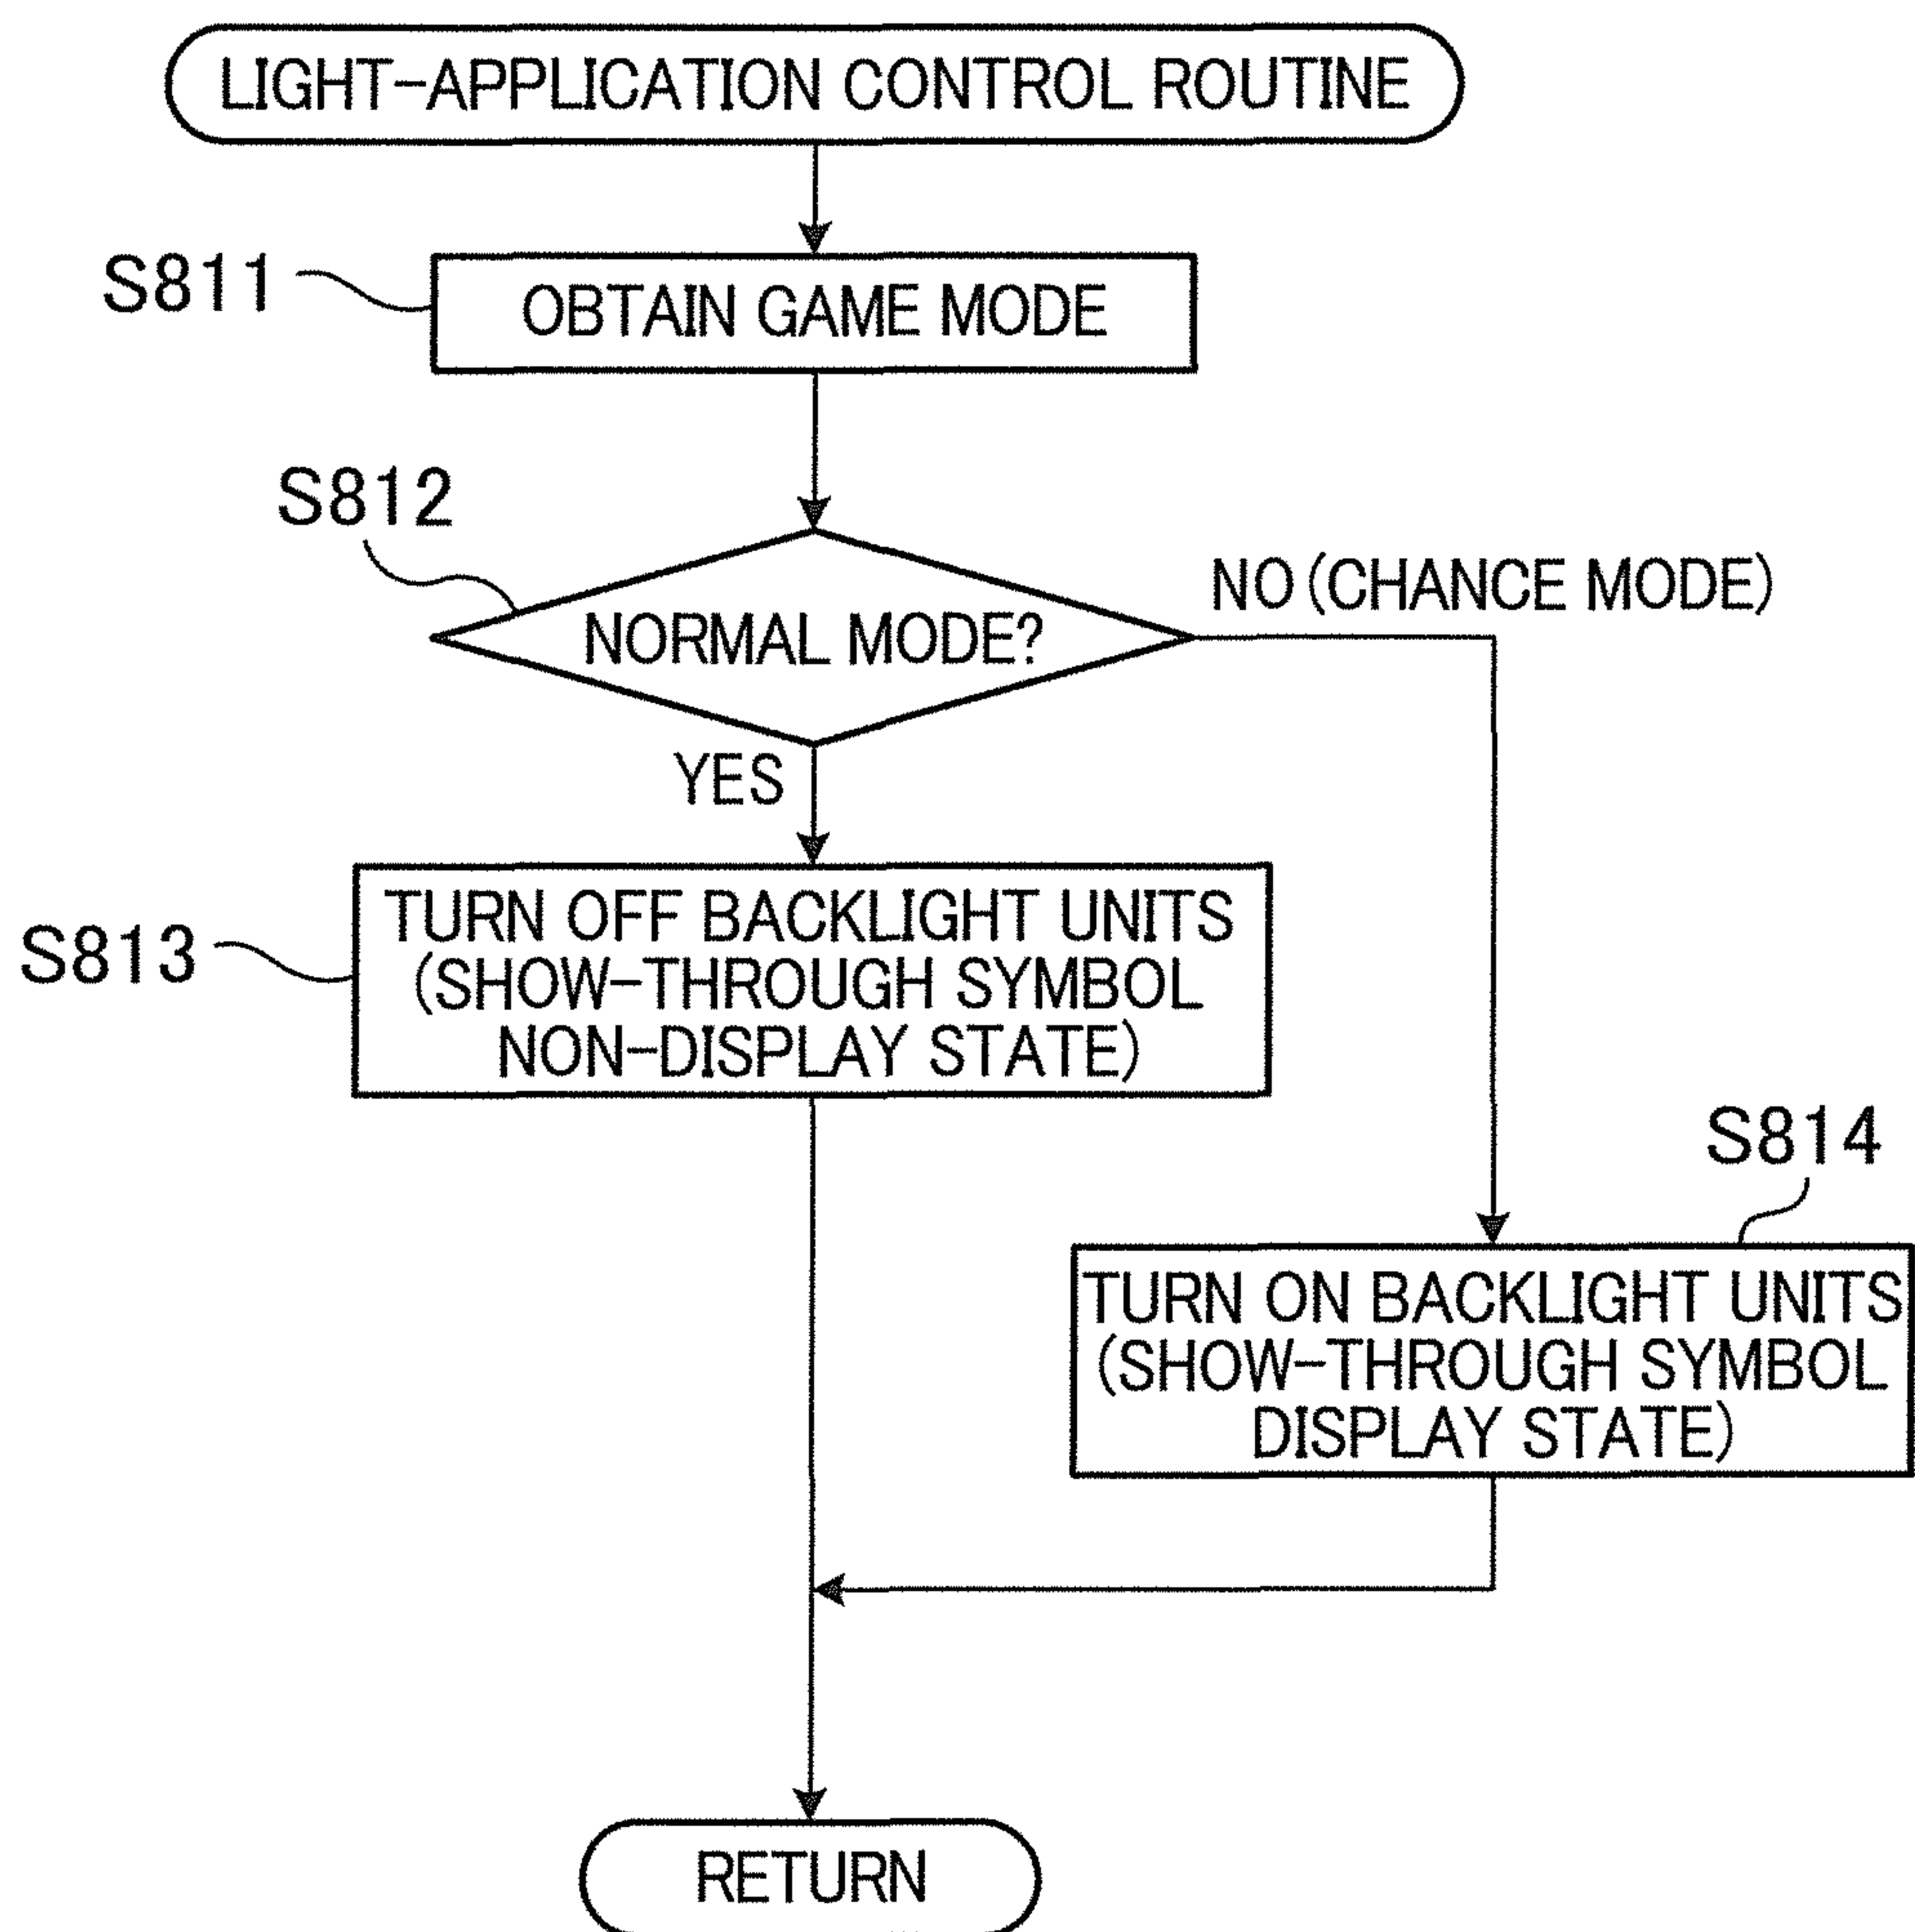 LIGHT-APPLICATION CONTROL ROUTINE
S811
OBTAIN GAME MODE
S812
NO (CHANCE MODE)
NORMAL MODE?
YES
S813
TURN OFF BACKLIGHT UNITS
(SHOW-THROUGH SYMBOL
NON-DISPLAY STATE)
S814
TURN ON BACKLIGHT UNITS
(SHOW-THROUGH SYMBOL
DISPLAY STATE)
RETURN